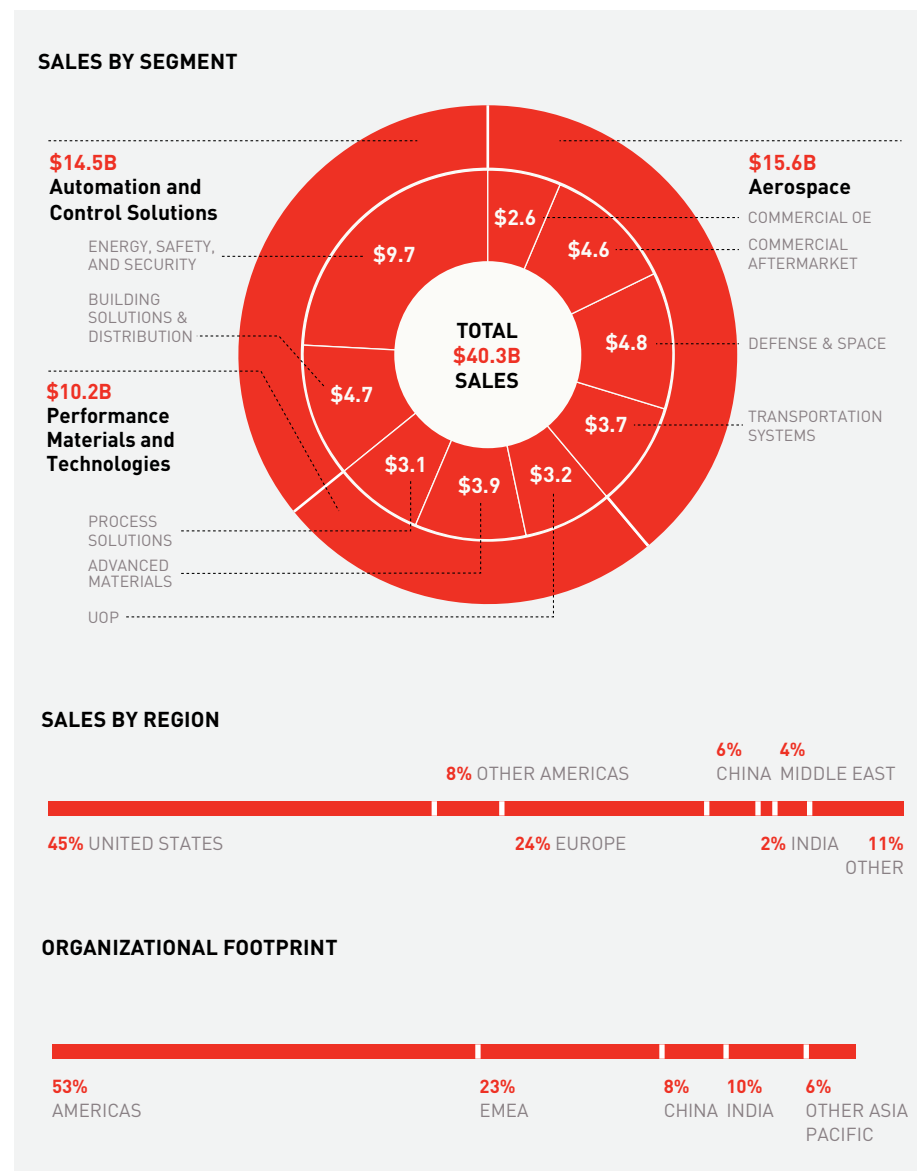 SALES BY SEGMENT
$14.5B
Automation and
Control Solutions
ENERGY, SAFETY,
AND SECURITY
BUILDING
SOLUTIONS &
DISTRIBUTION
$10.2B
Performance
Materials and
Technologies
PROCESS
SOLUTIONS
ADVANCED
MATERIALS
UOP
$9.7
$4.7
$3.1
$3.9
$3.2
$2.6
$4.6
$4.8
$3.7
TOTAL
$40.3B
SALES
$15.6B
Aerospace
COMMERCIAL OE
COMMERCIAL
AFTERMARKET
DEFENSE & SPACE
TRANSPORTATION
SYSTEMS
SALES BY REGION
45% UNITED STATES
8% OTHER AMERICAS
24% EUROPE
6%
CHINA
2% INDIA
4%
MIDDLE EAST
11%
OTHER
ORGANIZATIONAL FOOTPRINT
53%
AMERICAS
23%
EMEA
8%
CHINA
10%
INDIA
6%
OTHER ASIA
PACIFIC